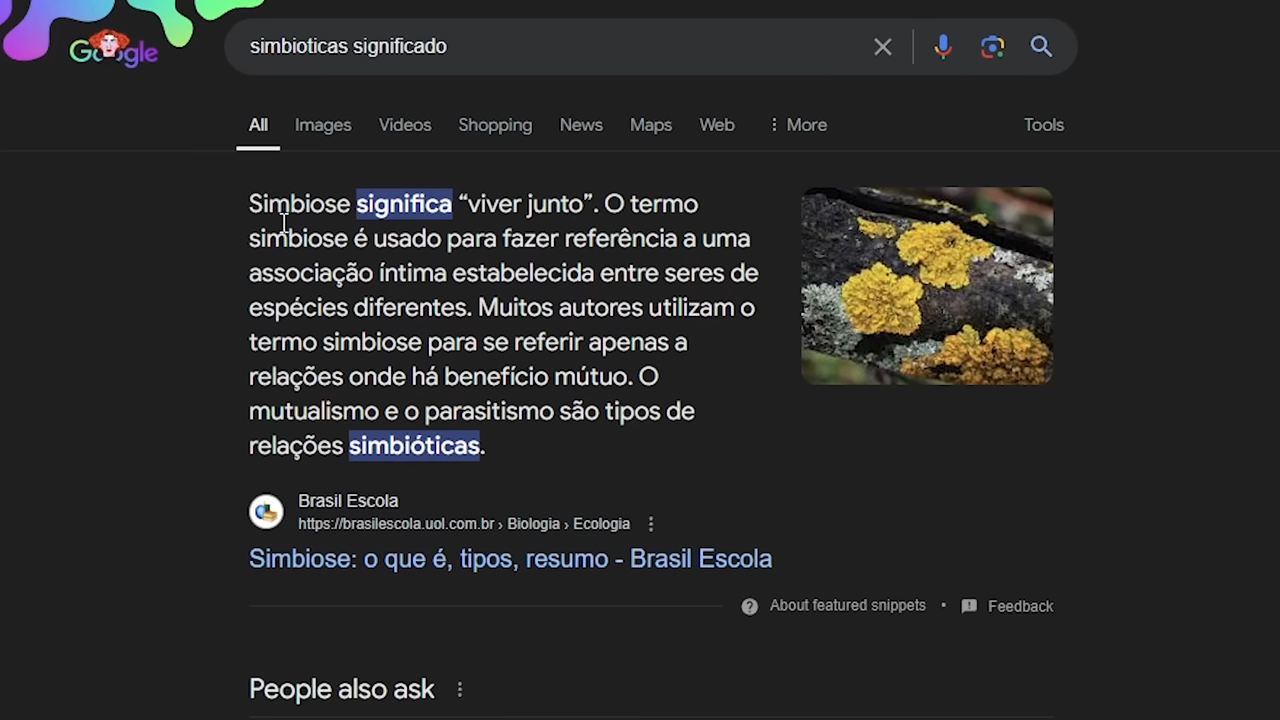 Google
simbioticas significado
All Images Videos Shopping News Maps Web More Tools
Simbiose significa “viver junto”. O termo
simbiose é usado para fazer referência a uma
associação íntima estabelecida entre seres de
espécies diferentes. Muitos autores utilizam o
termo simbiose para se referir apenas a
relações onde há benefício mútuo. O
mutualismo e o parasitismo são tipos de
relações simbióticas.
Brasil Escola
https://brasilescola.uol.com.br › Biologia › Ecologia
Simbiose: o que é, tipos, resumo - Brasil Escola
About featured snippets • Feedback
People also ask